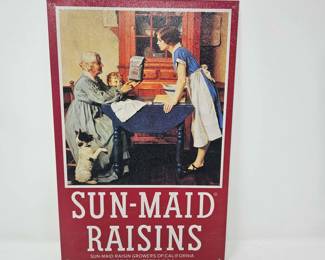 SUN-MAID®
RAISINS
SUN-MAID RAISIN GROWERS OF CALIFORNIA